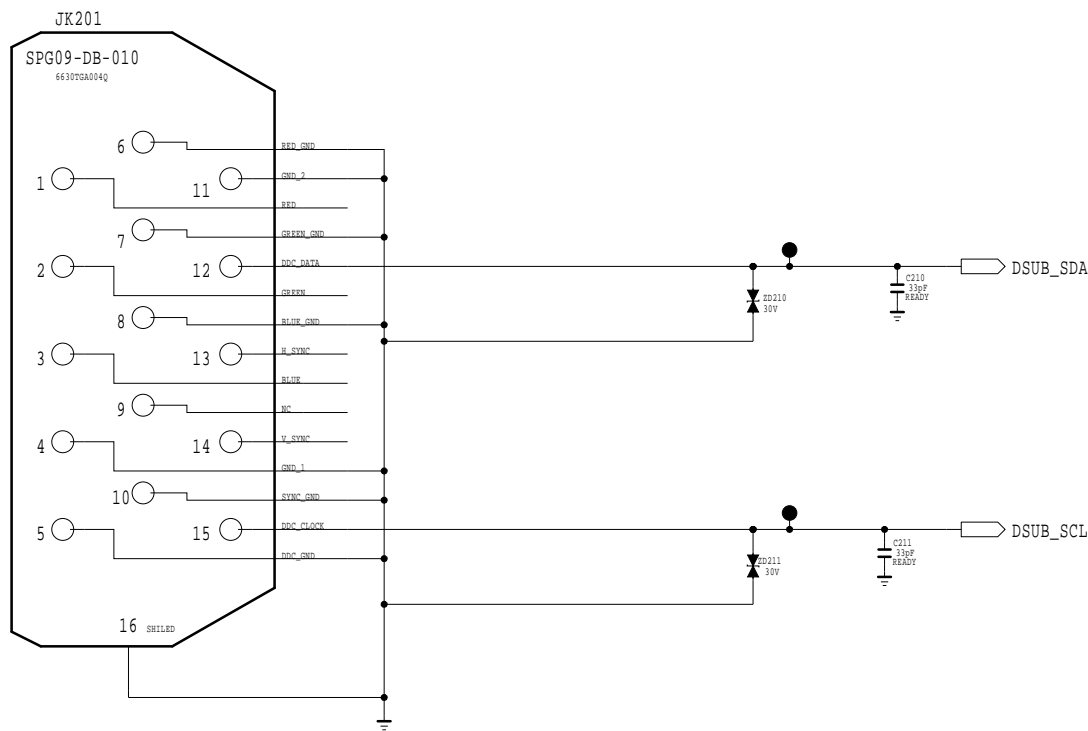 JK201
SPG09-DB-010
6630TGA004Q
6
RED_GND
1
11
GND_2
RED
7
GREEN_GND
2
12
DDC_DATA
DSUB_SDA
C210
33pF
READY
GREEN
ZD210
30V
8
BLUE_GND
3
13
H_SYNC
BLUE
9
NC
4
14
V_SYNC
GND_1
10
SYNC_GND
5
15
DDC_CLOCK
DSUB_SCL
C211
33pF
READY
DDC_GND
ZD211
30V
16 SHILED